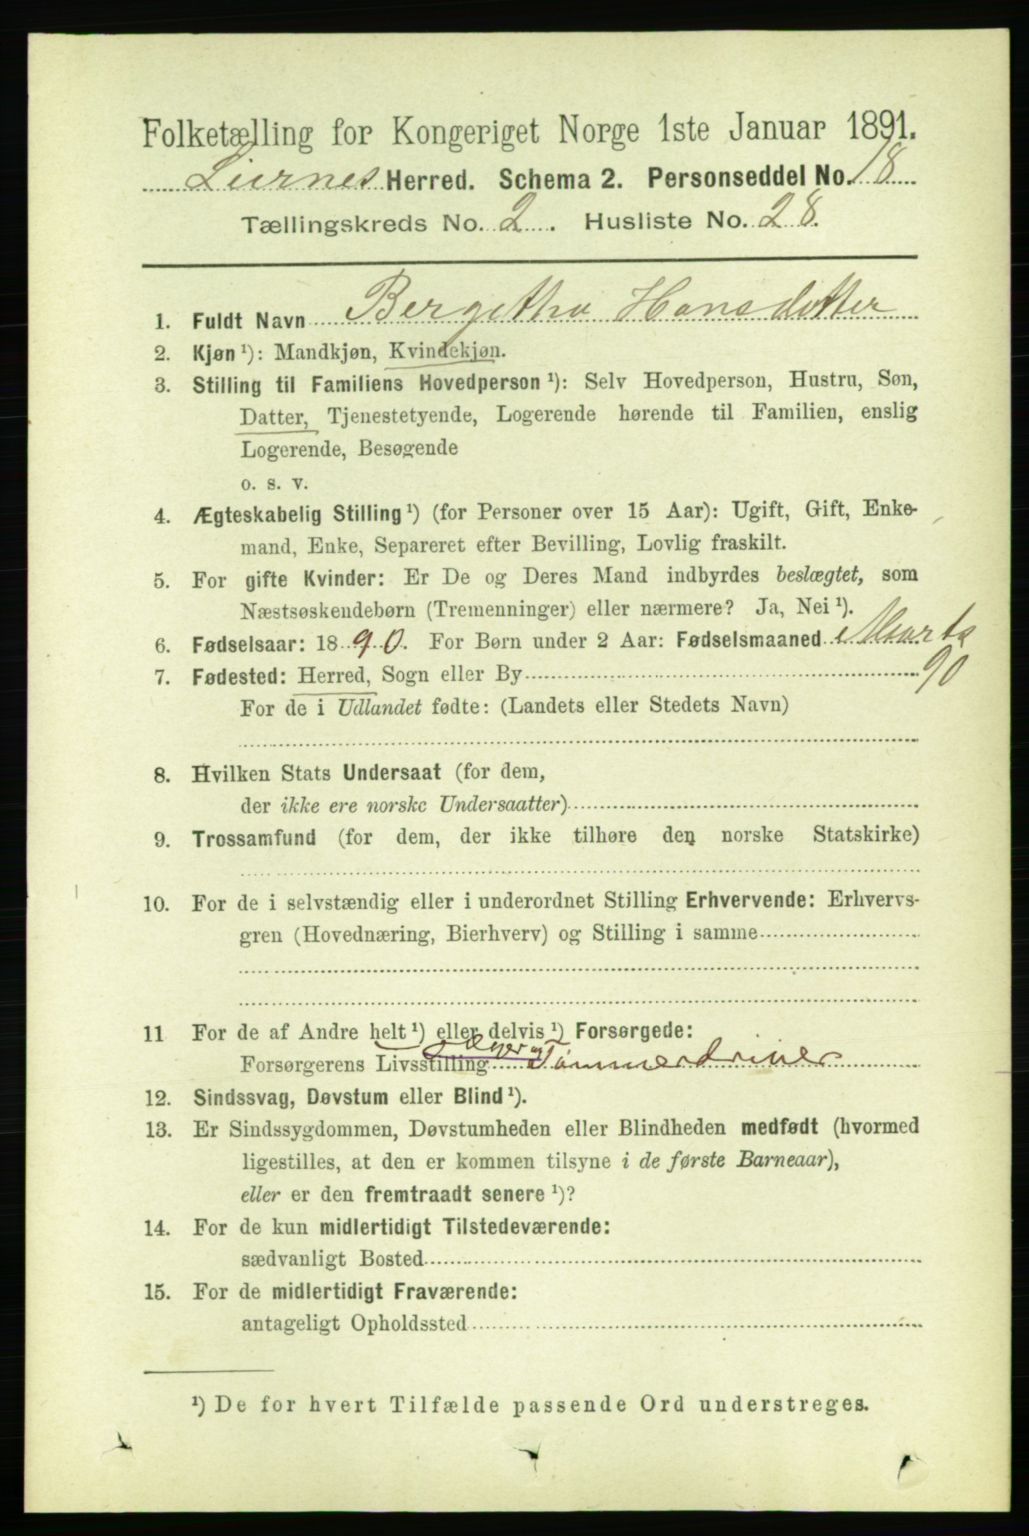 Folketælling for Kongeriget Norge 1ste Januar 1891.
Liernes Herred. Schema 2. Personseddel No. 18
Tællingskreds No. 2. Husliste No. 28.
1. Fuldt Navn Bergitha Hansdatter
2. Kjøn ¹): Mandkjøn, Kvindekjøn.
3. Stilling til Familiens Hovedperson ¹): Selv Hovedperson, Hustru, Søn,
Datter, Tjenestetyende, Logerende hørende til Familien, enslig
Logerende, Besøgende
o. s. v.
4. Ægteskabelig Stilling ¹) (for Personer over 15 Aar): Ugift, Gift, Enke-
mand, Enke, Separeret efter Bevilling, Lovlig fraskilt.
5. For gifte Kvinder: Er De og Deres Mand indbyrdes beslægtet, som
Næstsøskendebørn (Tremenninger) eller nærmere? Ja, Nei ¹).
6. Fødselsaar: 1890. For Børn under 2 Aar: Fødselsmaaned Marts
90
7. Fødested: Herred, Sogn eller By
For de i Udlandet fødte: (Landets eller Stedets Navn)
8. Hvilken Stats Undersaat (for dem,
der ikke ere norske Undersaatter)
9. Trossamfund (for dem, der ikke tilhøre den norske Statskirke)
10. For de i selvstændig eller i underordnet Stilling Erhvervende: Erhvervs-
gren (Hovednæring, Bierhverv) og Stilling i samme
11 For de af Andre helt ¹) eller delvis ¹) Forsørgede:
Forsørgerens Livsstilling og Tømmerdriver
12. Sindssvag, Døvstum eller Blind ¹).
13. Er Sindssygdommen, Døvstumheden eller Blindheden medfødt (hvormed
ligestilles, at den er kommen tilsyne i de første Barneaar),
eller er den fremtraadt senere ¹)?
14. For de kun midlertidigt Tilstedeværende:
sædvanligt Bosted
15. For de midlertidigt Fraværende:
antageligt Opholdssted
¹) De for hvert Tilfælde passende Ord understreges.